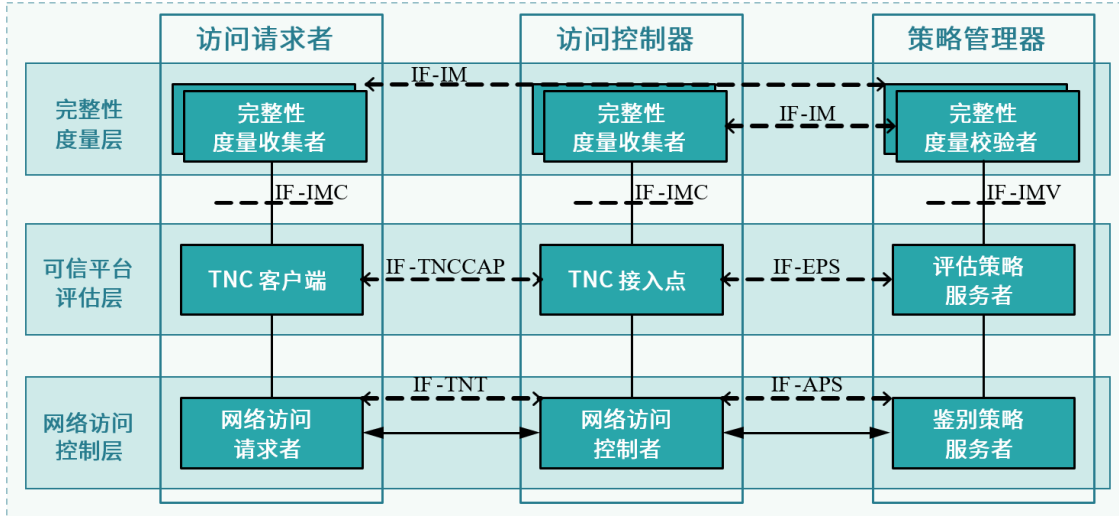 访问请求者
访问控制器
策略管理器
完整性
度量层
IF-IM
完整性
度量收集者
完整性
度量收集者
IF-IM
完整性
度量校验者
IF-IMC
IF-IMC
IF-IMV
可信平台
评估层
TNC 客户端
IF-TNCCAP
TNC 接入点
IF-EPS
评估策略
服务者
网络访问
控制层
IF-TNT
IF-APS
网络访问
请求者
网络访问
控制者
鉴别策略
服务者